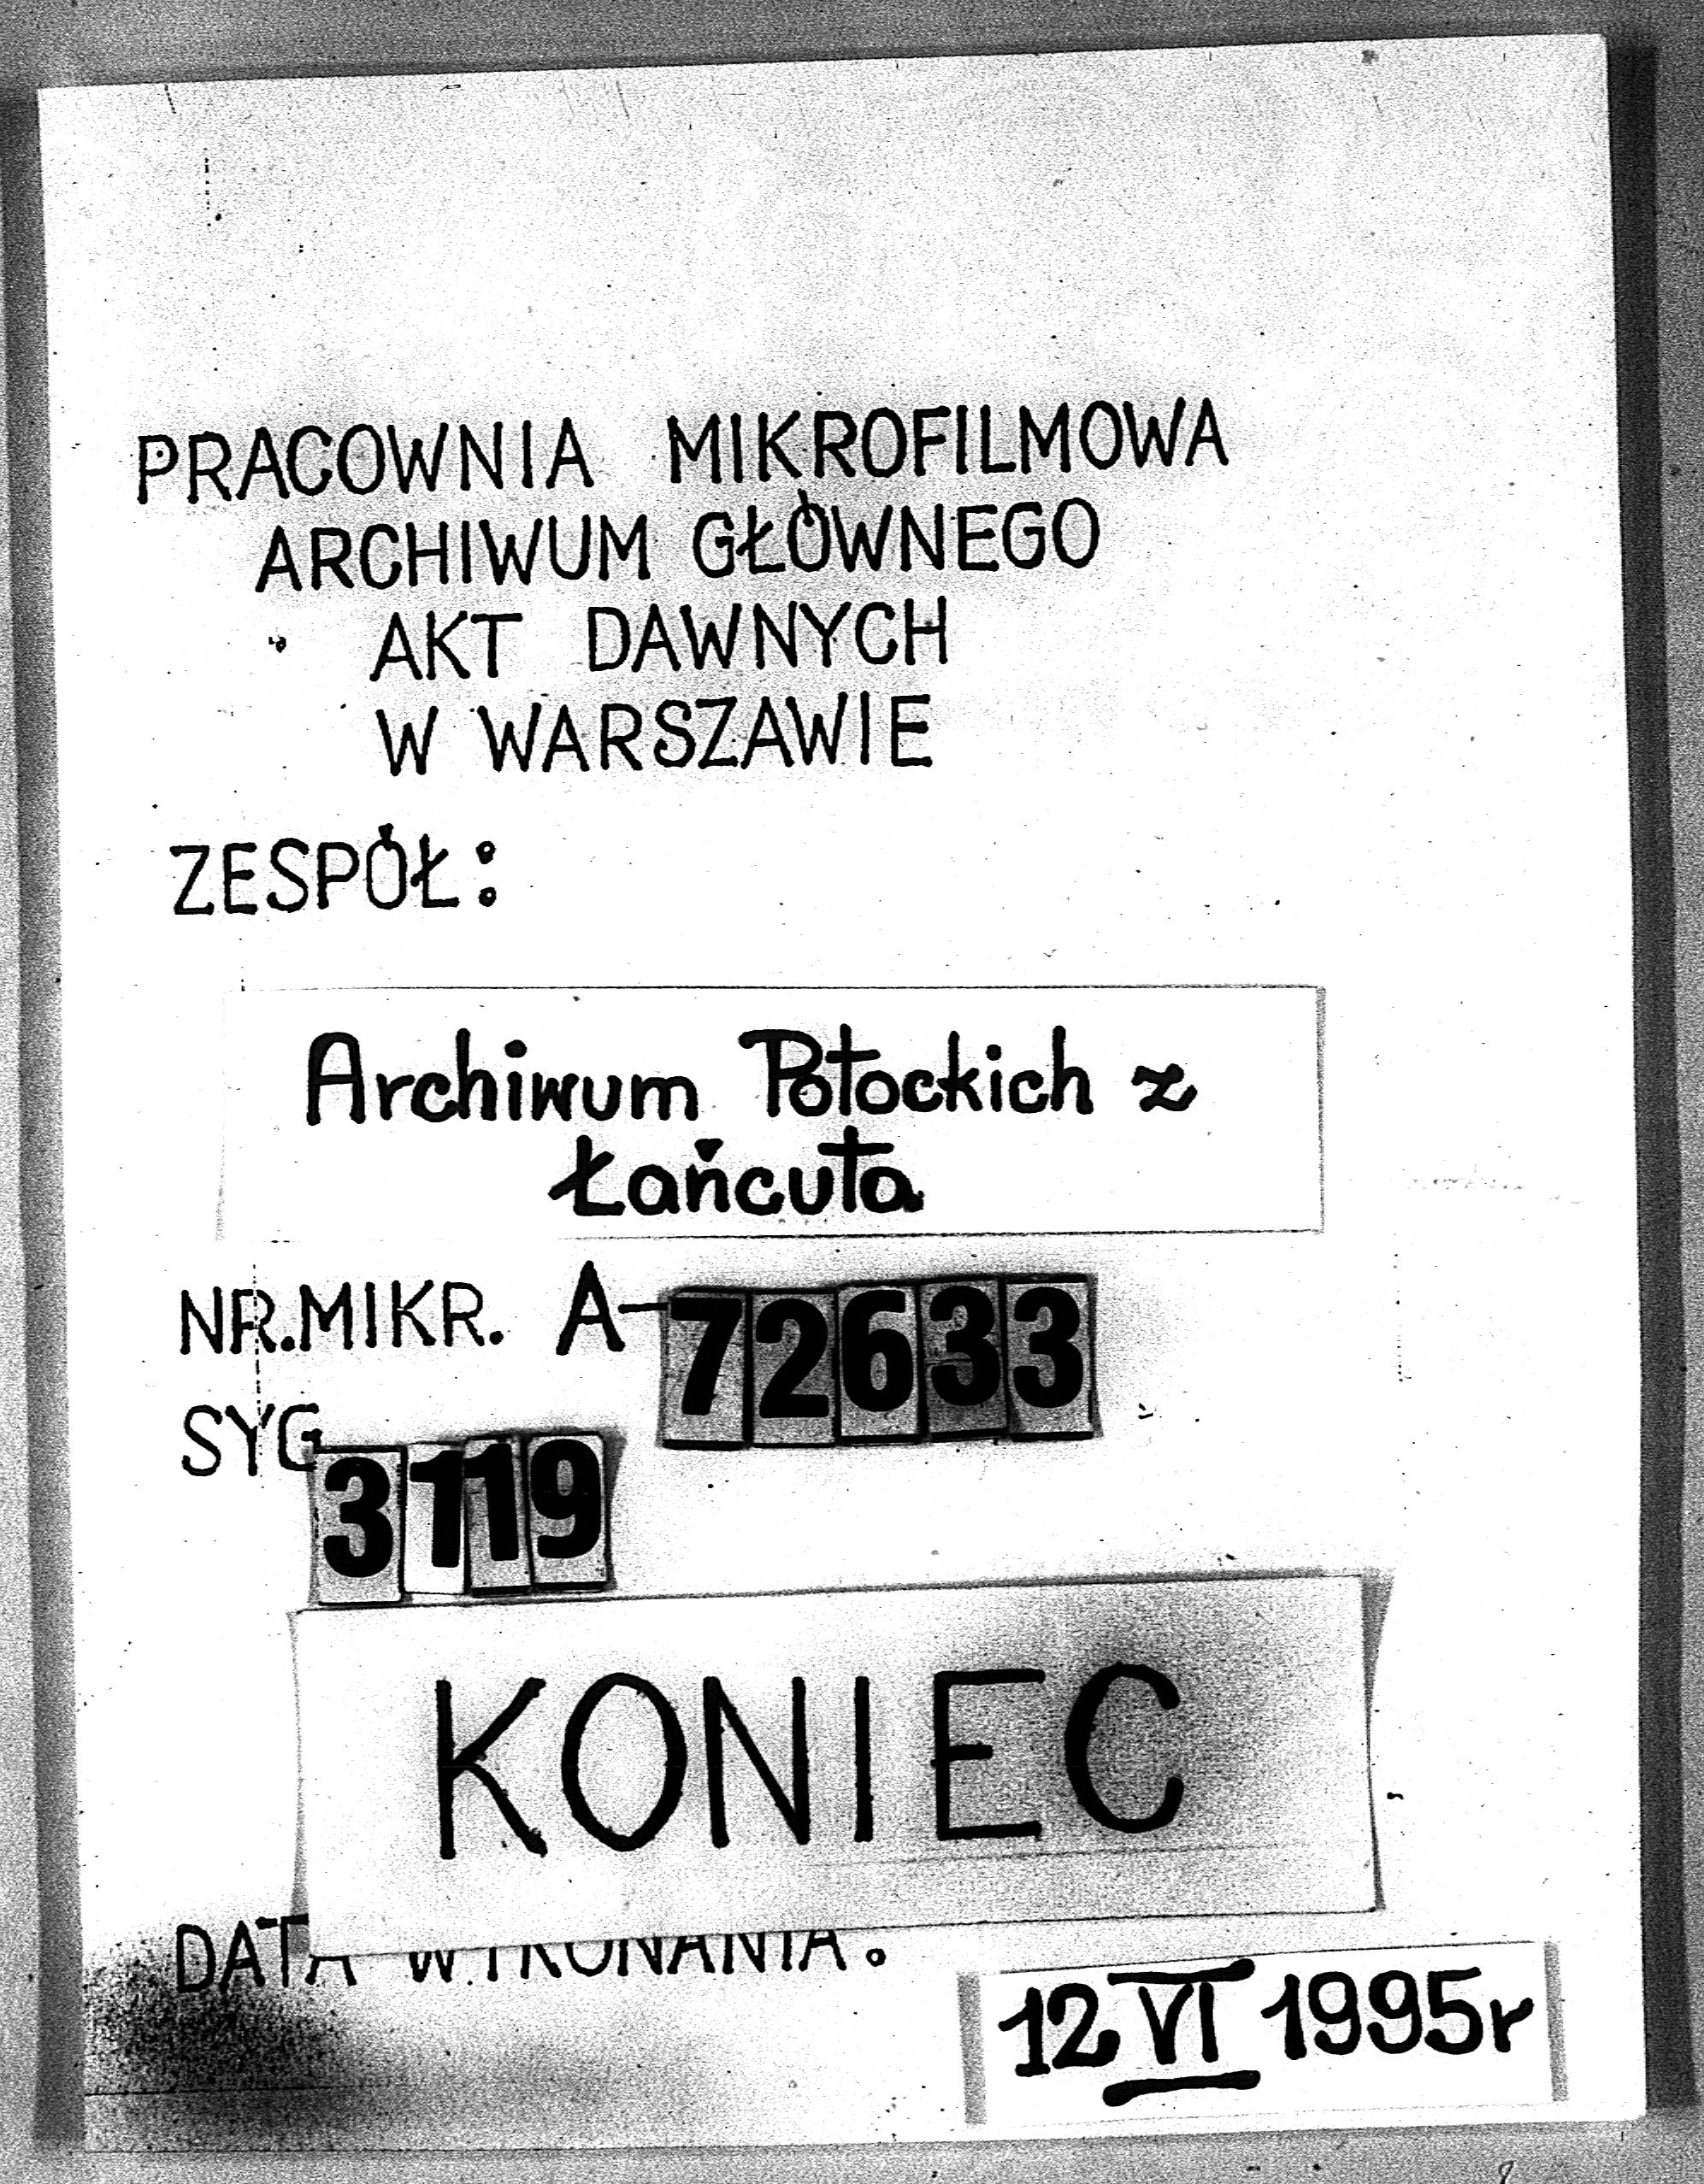 PRACOWNIA MIKROFILMOWA
ARCHIWUM GŁÓWNEGO
AKT DAWNYCH
W WARSZAWIE
ZESPÓŁ:
Archiwum Potockich z
Łańcuta
NR.MIKR. A-72633
SYG 3119
KONIEC
DATA WYKONANIA:
12 VI 1995r